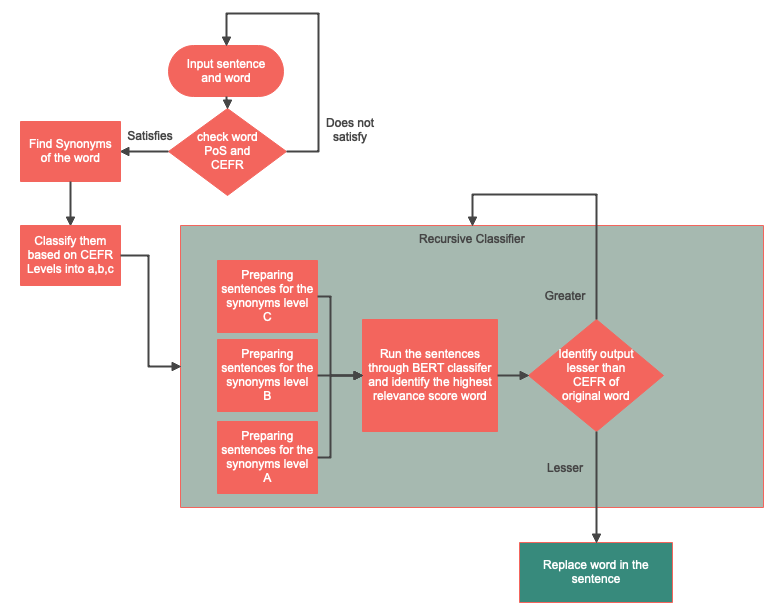 Input sentence
and word
Does not
satisfy
Satisfies
check word
PoS and
CEFR
Find Synonyms
of the word
Classify them
based on CEFR
Levels into a,b,c
Recursive Classifier
Preparing
sentences for the
synonyms level
C
Preparing
sentences for the
synonyms level
B
Preparing
sentences for the
synonyms level
A
Run the sentences
through BERT classifer
and identify the highest
relevance score word
Greater
Identify output
lesser than
CEFR of
original word
Lesser
Replace word in the
sentence